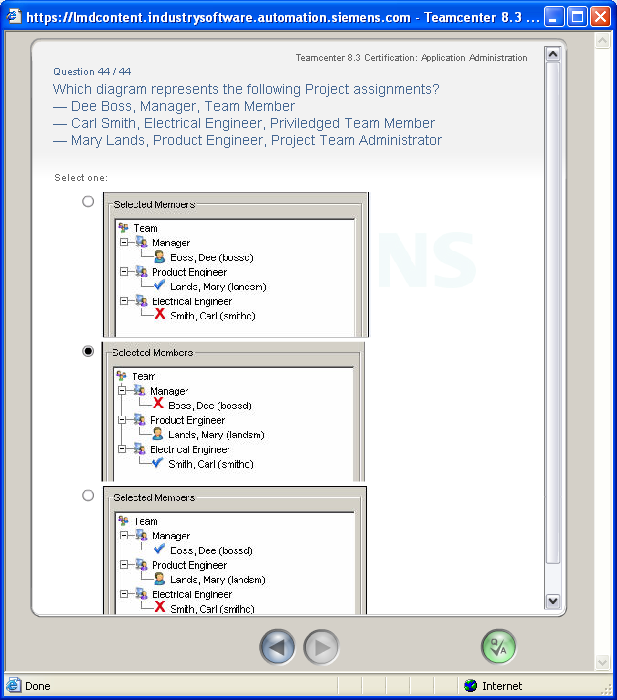 https://lmdcontent.industrysoftware.automation.siemens.com - Teamcenter 8.3 ...
Teamcenter 8.3 Certification: Application Administration
Question 44 / 44
Which diagram represents the following Project assignments?
— Dee Boss, Manager, Team Member
— Carl Smith, Electrical Engineer, Priviledged Team Member
— Mary Lands, Product Engineer, Project Team Administrator
Select one:
Selected Members
Team
Manager
Boss, Dee (bossd)
Product Engineer
Lands, Mary (landsm)
Electrical Engineer
Smith, Carl (smithc)
NS
Selected Members
Team
Manager
Boss, Dee (bossd)
Product Engineer
Lands, Mary (landsm)
Electrical Engineer
Smith, Carl (smithc)
Selected Members
Team
Manager
Boss, Dee (bossd)
Product Engineer
Lands, Mary (landsm)
Electrical Engineer
Smith, Carl (smithc)
Q/A
Done
Internet